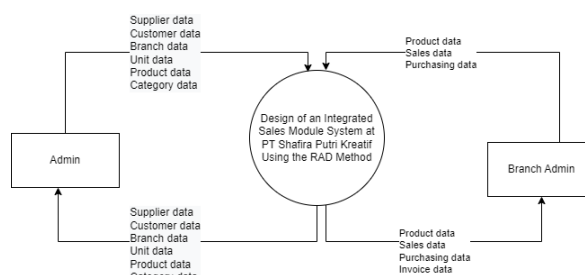 Supplier data
Customer data
Branch data
Unit data
Product data
Category data
Product data
Sales data
Purchasing data
Design of an Integrated
Sales Module System at
PT Shafira Putri Kreatif
Using the RAD Method
Admin
Branch Admin
Supplier data
Customer data
Branch data
Unit data
Product data
Category data
Product data
Sales data
Purchasing data
Invoice data